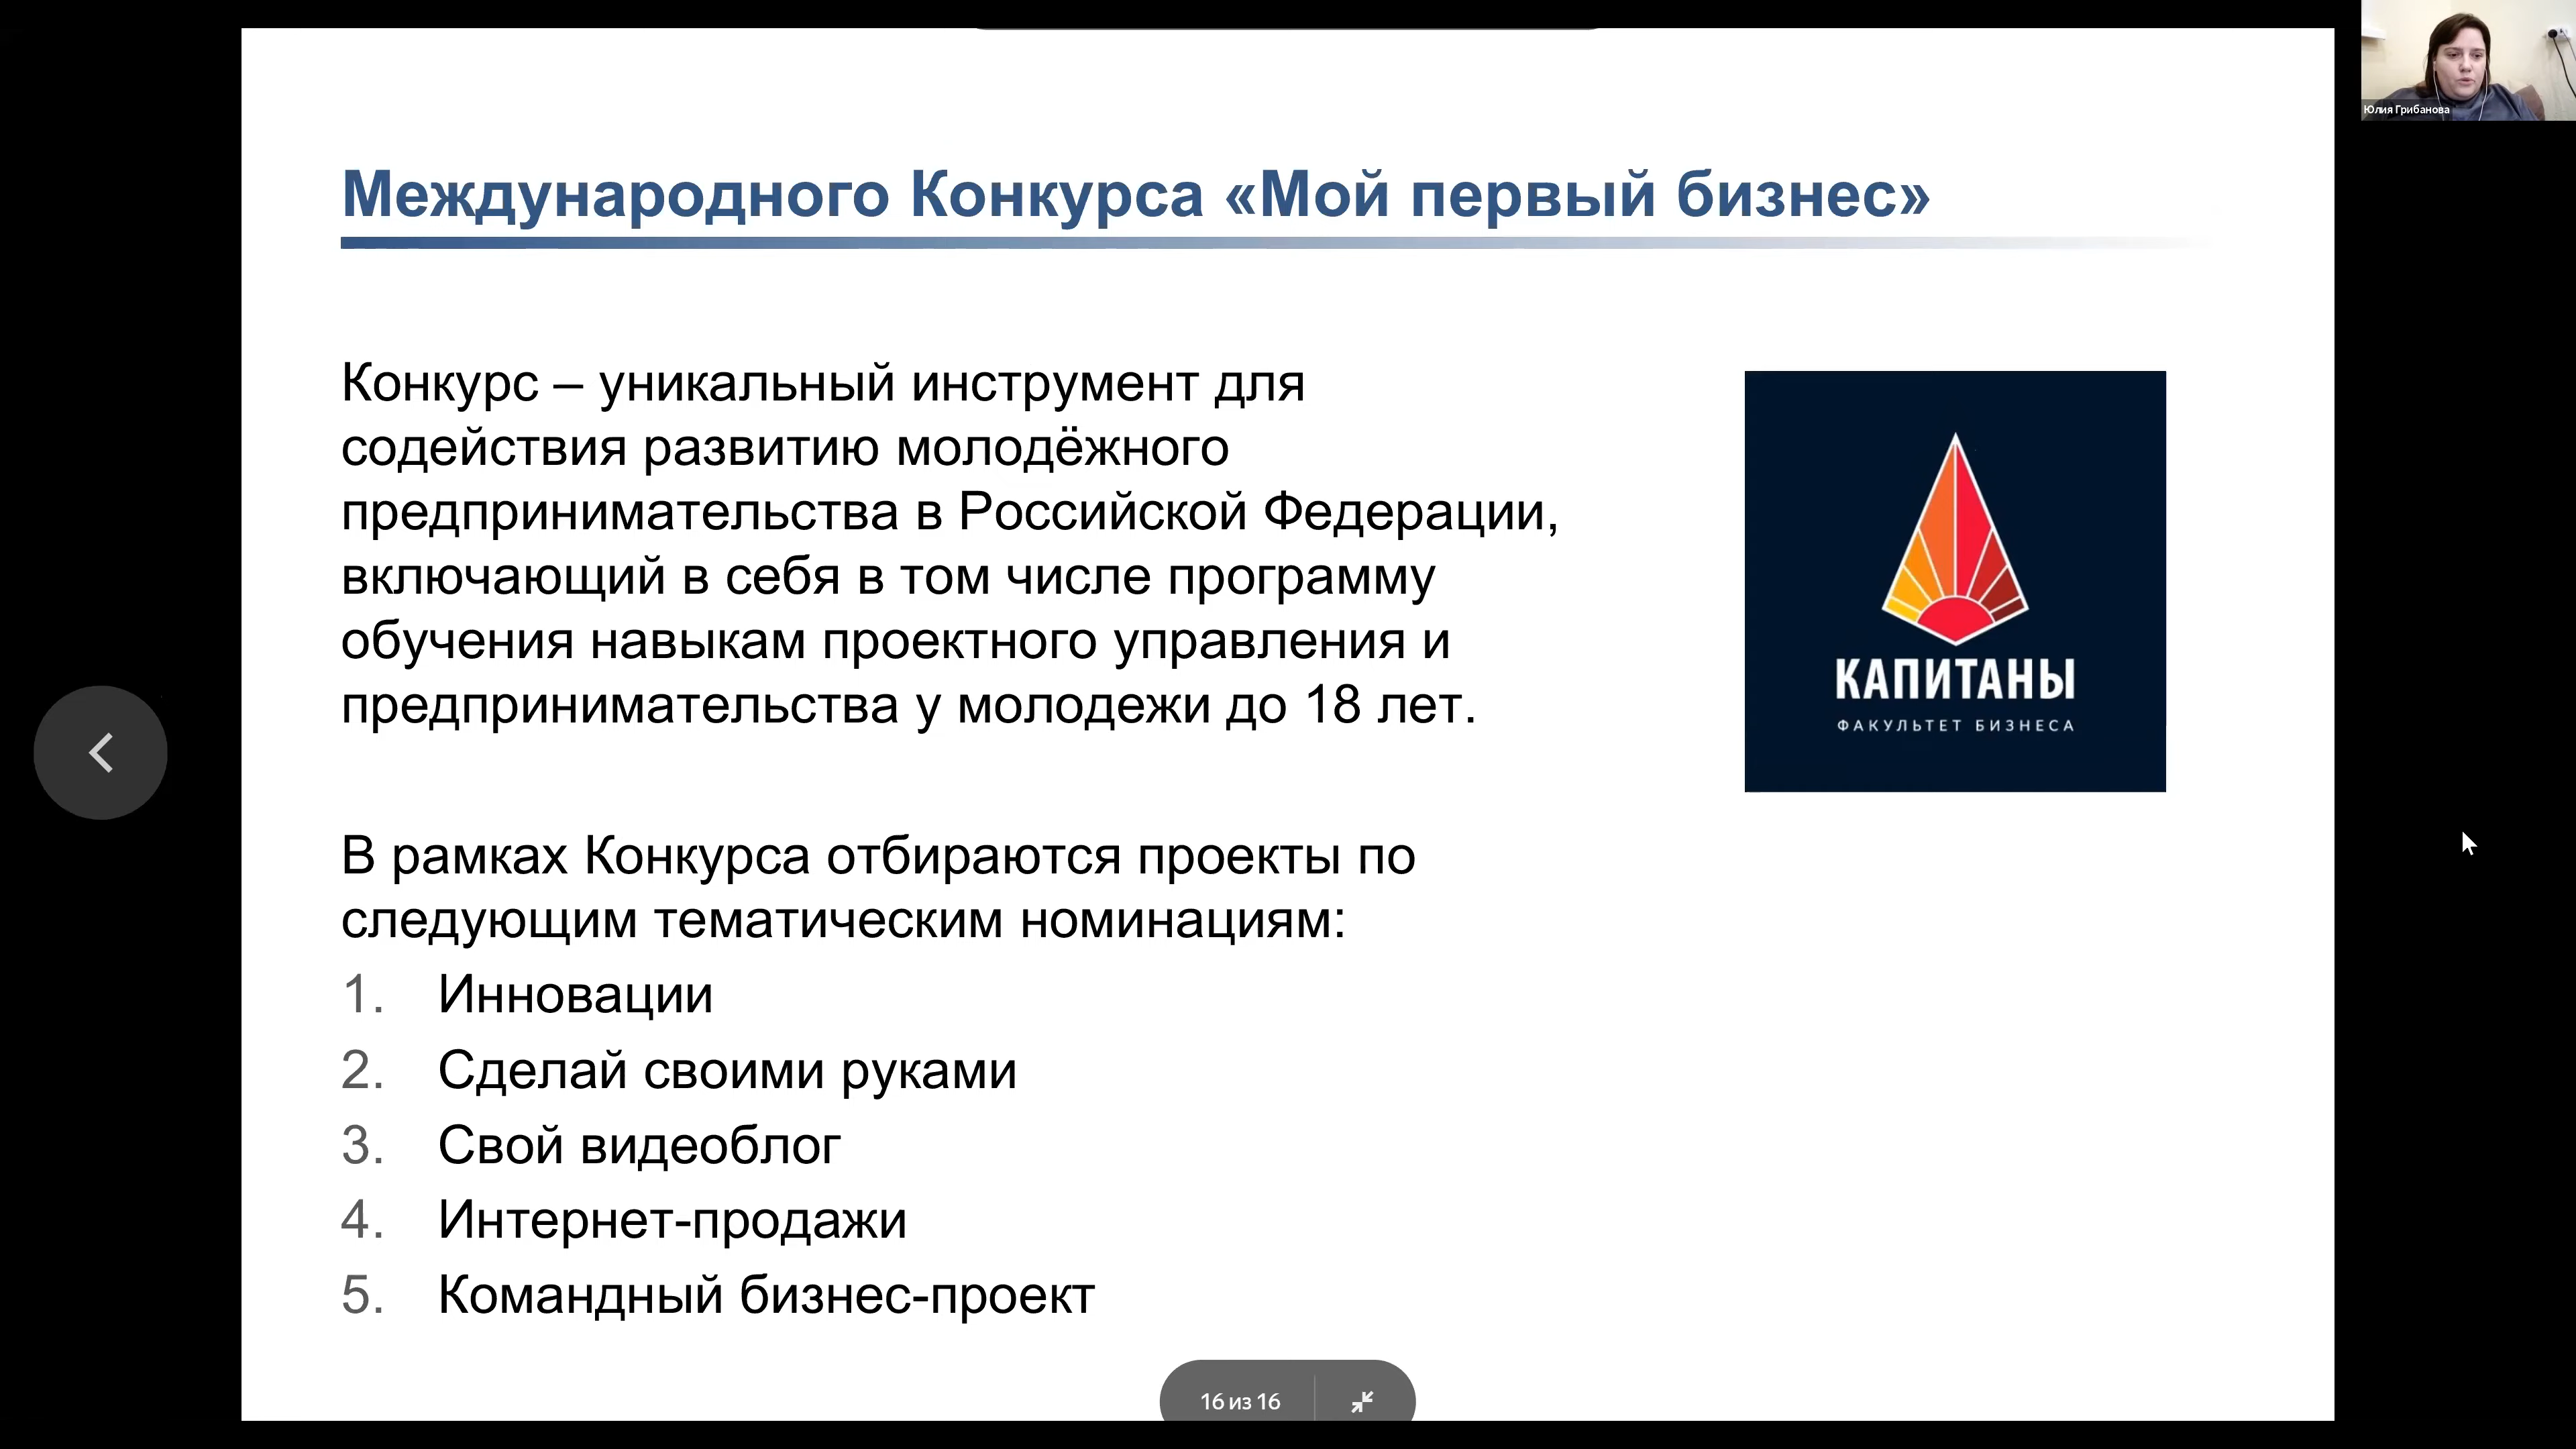 Юлия Грибанова
Международного Конкурса «Мой первый бизнес»
Конкурс – уникальный инструмент для
содействия развитию молодёжного
предпринимательства в Российской Федерации,
включающий в себя в том числе программу
обучения навыкам проектного управления и
предпринимательства у молодежи до 18 лет.
КАПИТАНЫ
ФАКУЛЬТЕТ БИЗНЕСА
В рамках Конкурса отбираются проекты по
следующим тематическим номинациям:
1. Инновации
2. Сделай своими руками
3. Свой видеоблог
4. Интернет-продажи
5. Командный бизнес-проект
16 из 16